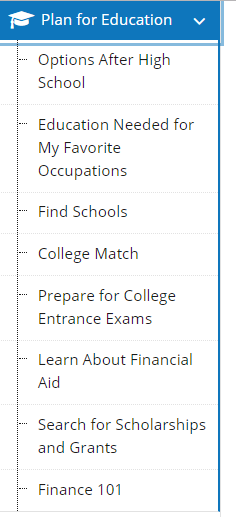 Plan for Education
Options After High
School
Education Needed for
My Favorite
Occupations
Find Schools
College Match
Prepare for College
Entrance Exams
Learn About Financial
Aid
Search for Scholarships
and Grants
Finance 101